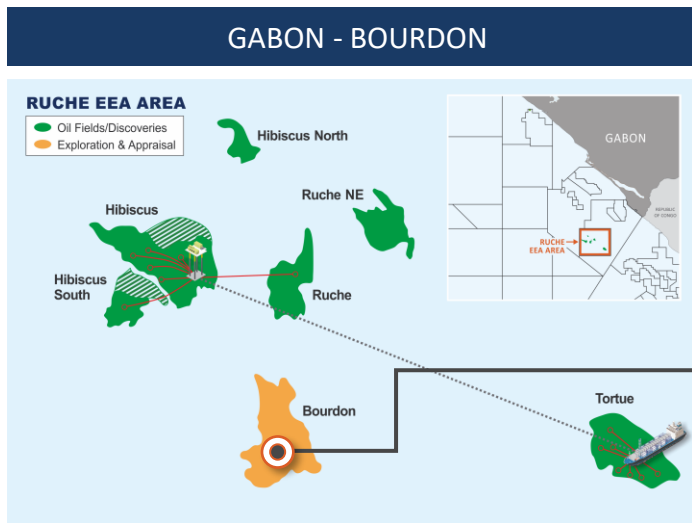 GABON - BOURDON
RUCHE EEA AREA
Oil Fields/Discoveries
Exploration & Appraisal
Hibiscus North
GABON
REPUBLIC
OF CONGO
RUCHE
EEA AREA
Ruche NE
Hibiscus
Hibiscus
South
Ruche
Bourdon
Tortue